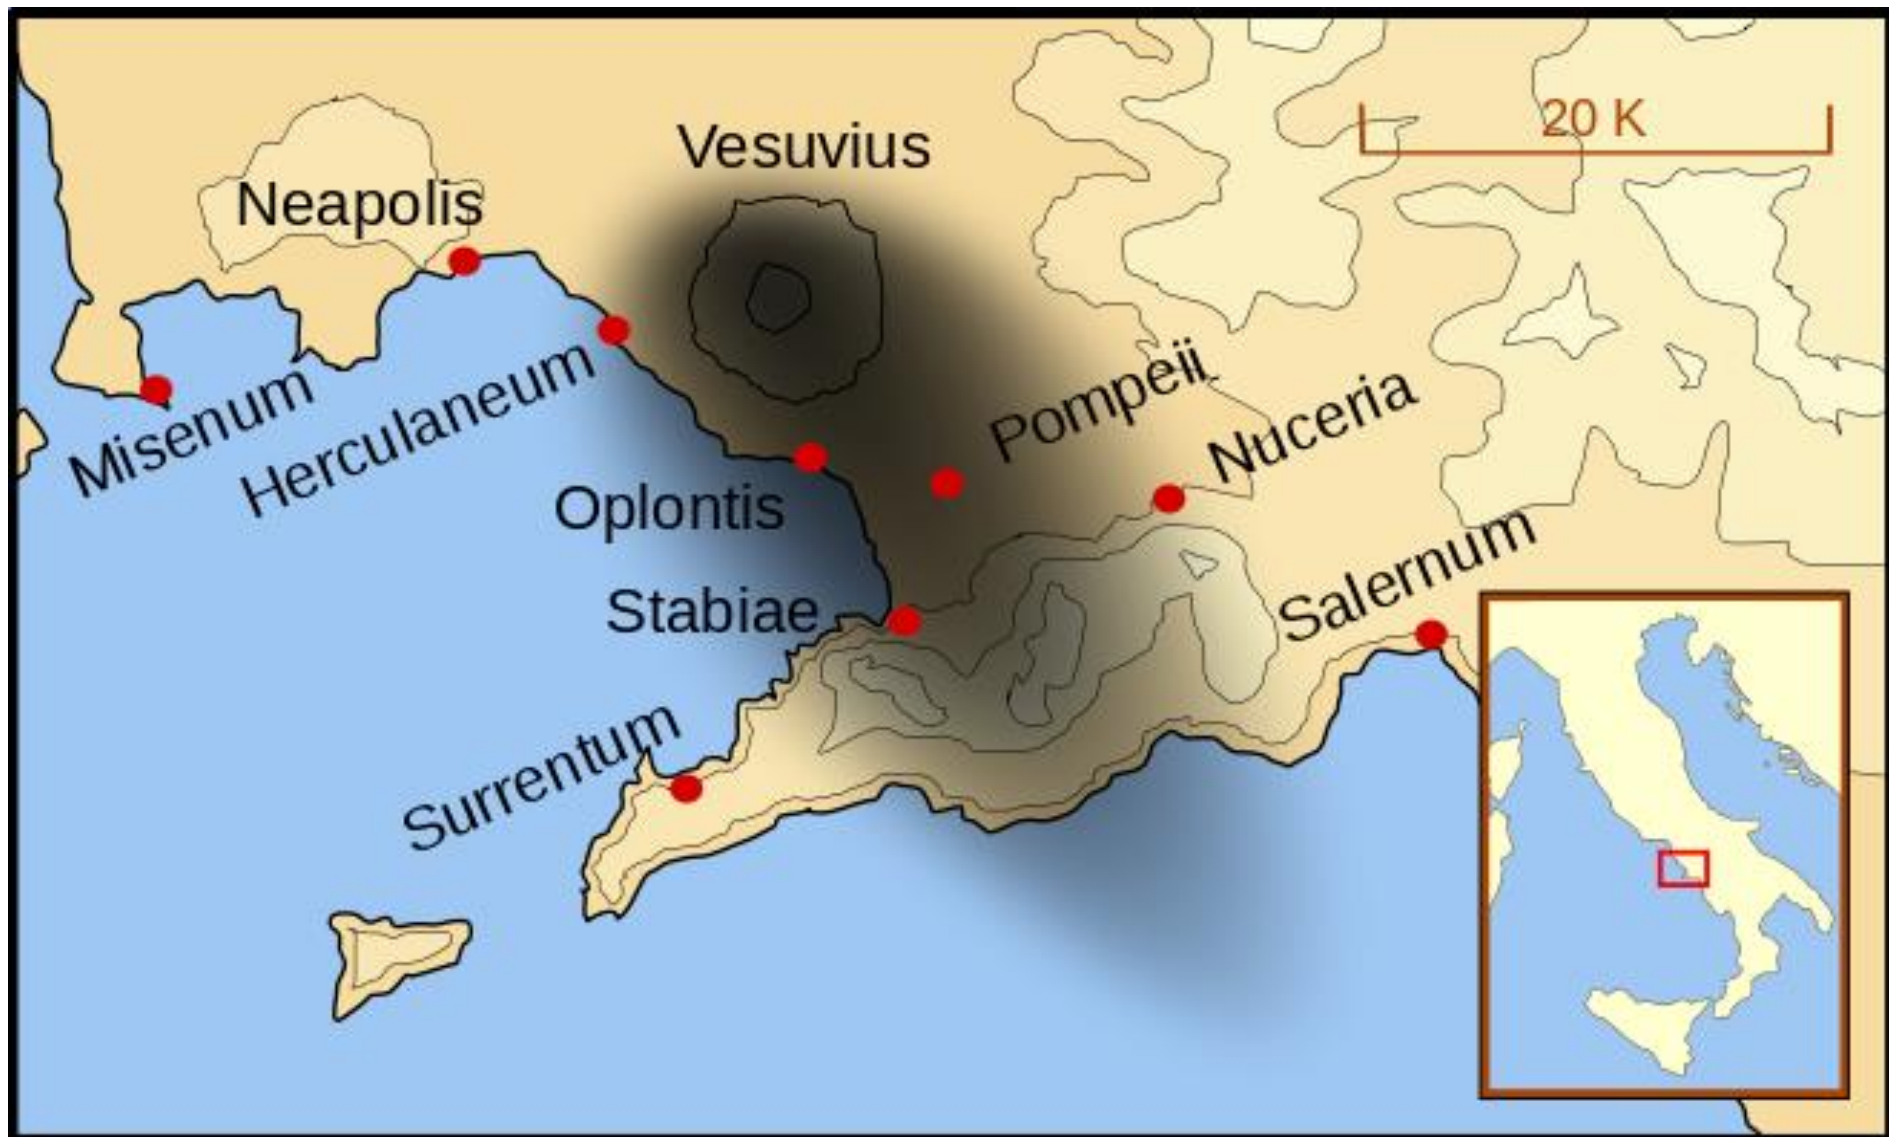 Vesuvius
20 K
Neapolis
Misenum
Herculaneum
Pompeii
Nuceria
Oplontis
Stabiae
Salernum
Surrentum